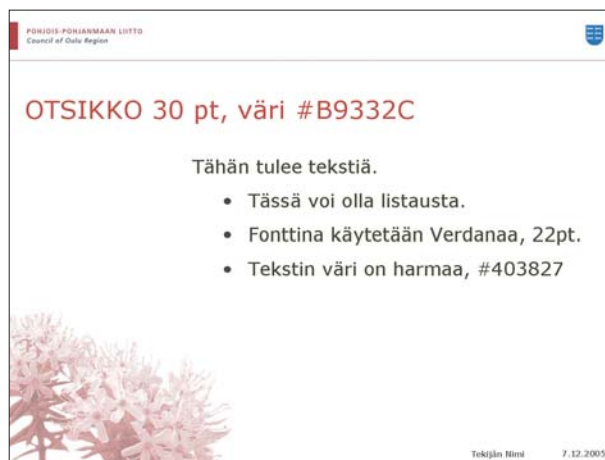 POHJOIS-POHJANMAAN LIITTO
Council of Oulu Region
OTSIKKO 30 pt, väri #B9332C
Tähän tulee tekstiä.
• Tässä voi olla listausta.
• Fonttina käytetään Verdanaa, 22pt.
• Tekstin väri on harmaa, #403827
Tekijän Nimi 7.12.2005